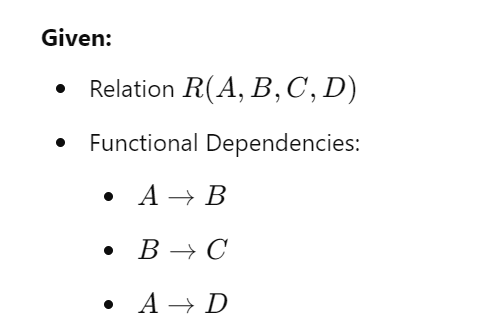 Given:
• Relation R(A, B, C, D)
• Functional Dependencies:
• A → B
• B → C
• A → D